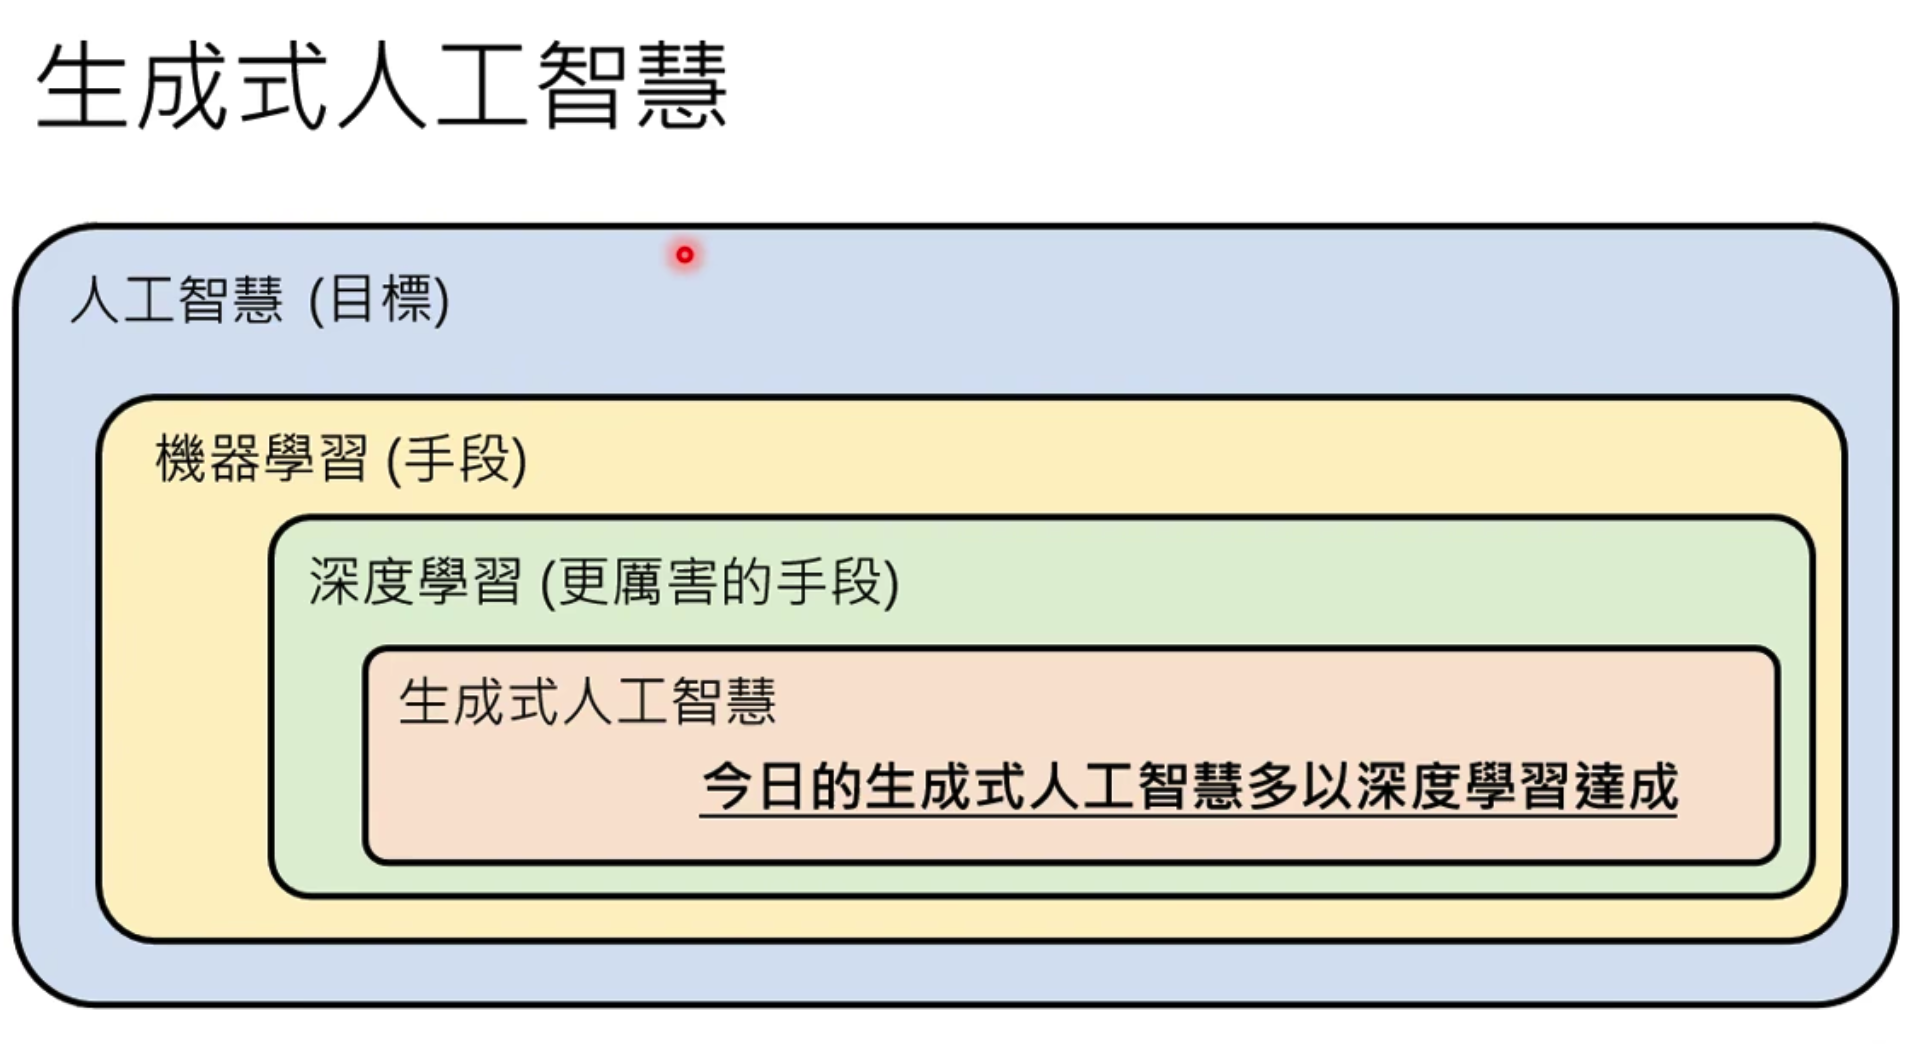 生成式人工智慧
人工智慧 (目標)
機器學習 (手段)
深度學習 (更厲害的手段)
生成式人工智慧
今日的生成式人工智慧多以深度學習達成